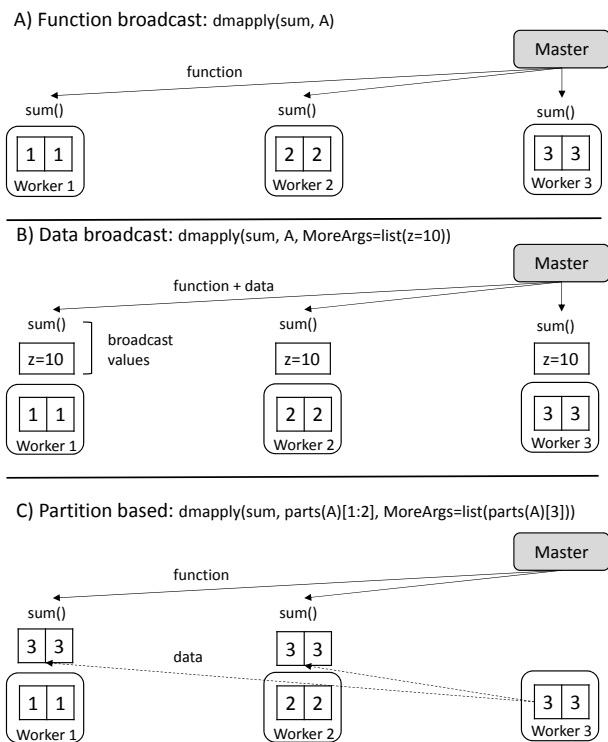 A) Function broadcast: dmapply(sum, A)
Master
function
sum() sum() sum()
1 1 2 2 3 3
Worker 1 Worker 2 Worker 3
B) Data broadcast: dmapply(sum, A, MoreArgs=list(z=10))
Master
function + data
sum() sum() sum()
broadcast
values
z=10 z=10 z=10
1 1 2 2 3 3
Worker 1 Worker 2 Worker 3
C) Partition based: dmapply(sum, parts(A)[1:2], MoreArgs=list(parts(A)[3]))
Master
function
sum() sum()
3 3 3 3
data
1 1 2 2 3 3
Worker 1 Worker 2 Worker 3